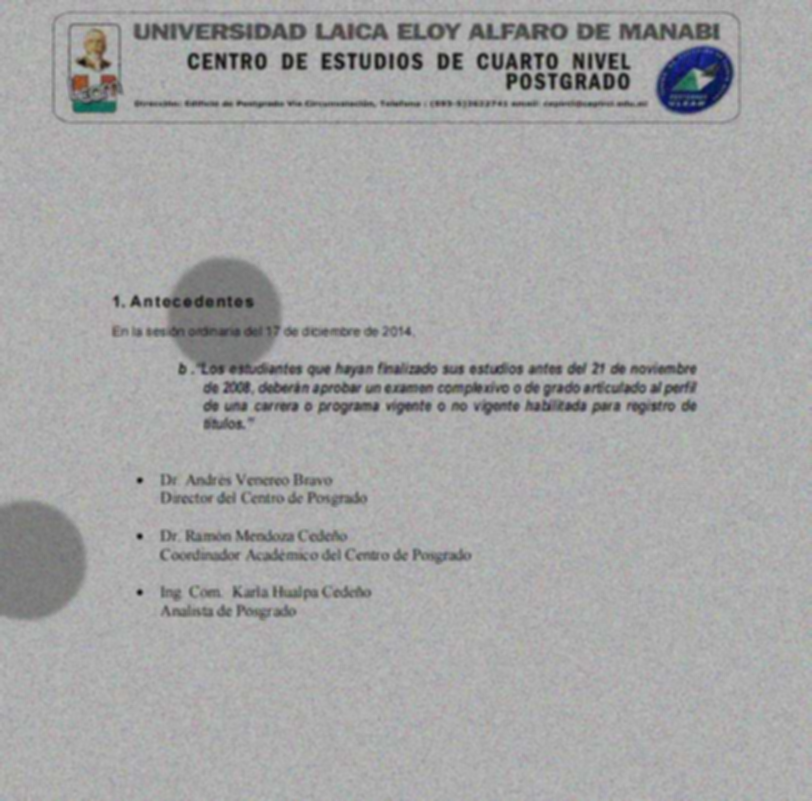 UNIVERSIDAD LAICA ELOY ALFARO DE MANABI
CENTRO DE ESTUDIOS DE CUARTO NIVEL
POSTGRADO
Dirección: Edificio de Postgrado Vía Circunvalación, Telefono :
1. Antecedentes
En la sesión ordinaria del 17 de diciembre de 2014.
b ."Los estudiantes que hayan finalizado sus estudios antes del 21 de noviembre
de 2008, deberán aprobar un examen complexivo o de grado articulado al perfil
de una carrera o programa vigente o no vigente habilitada para registro de
títulos."
• Dr. Andrés Venereo Bravo
Director del Centro de Posgrado
• Dr. Ramón Mendoza Cedeño
Coordinador Académico del Centro de Posgrado
• Ing. Com. Karla Hualpa Cedeño
Analista de Posgrado